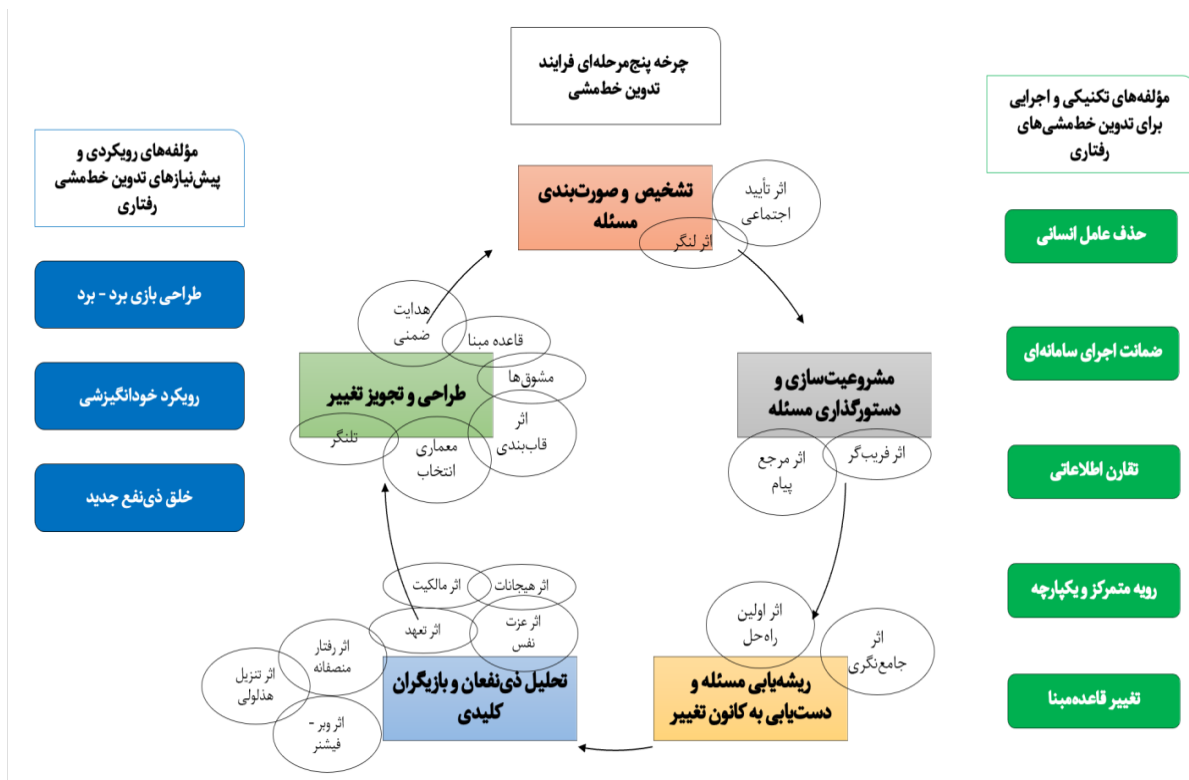 چرخه پنج‌مرحله‌ای فرایند
تدوین خط‌مشی
مؤلفه‌های تکنیکی و اجرایی
برای تدوین خط‌مشی‌های
رفتاری
حذف عامل انسانی
ضمانت اجرای سامانه‌ای
تقارن اطلاعاتی
رویه متمرکز و یکپارچه
تغییر قاعده‌مبنا
تشخیص و صورت‌بندی
مسئله
اثر تأیید
اجتماعی
اثر لنگر
مشروعیت‌سازی و
دستورگذاری مسئله
اثر فریب‌گر
اثر مرجع
پیام
ریشه‌یابی مسئله و
دست‌یابی به کانون تغییر
اثر اولین
راه‌حل
اثر
جامع‌نگری
تحلیل ذی‌نفعان و بازیگران
کلیدی
اثر هیجانات
اثر مالکیت
اثر عزت
نفس
اثر تعهد
اثر رفتار
منصفانه
اثر تنزیل
هذلولی
اثر وبر -
فیشنر
طراحی و تجویز تغییر
هدایت
ضمنی
قاعده مبنا
مشوق‌ها
اثر
قاب‌بندی
معماری
انتخاب
تلنگر
مؤلفه‌های رویکردی و
پیش‌نیازهای تدوین خط‌مشی
رفتاری
طراحی بازی برد - برد
رویکرد خودانگیزشی
خلق ذی‌نفع جدید